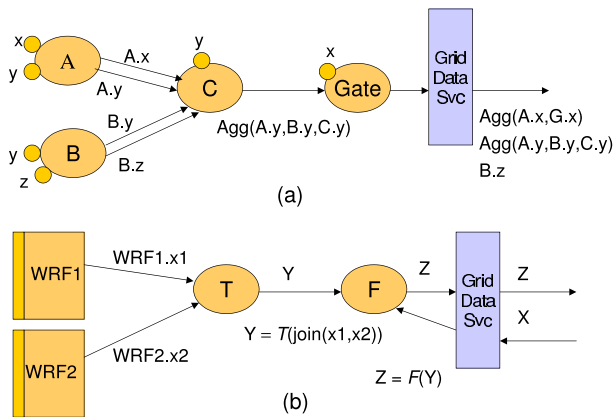 x
y
A
A.x
A.y
y
C
B.y
B.z
y
z
B
Agg(A.y,B.y,C.y)
x
Gate
Grid
Data
Svc
Agg(A.x,G.x)
Agg(A.y,B.y,C.y)
B.z
(a)
WRF1
WRF1.x1
WRF2
WRF2.x2
T
Y
Y = T(join(x1,x2))
F
Z
Z = F(Y)
Grid
Data
Svc
Z
X
(b)